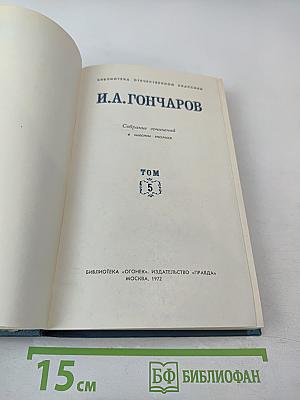 БИБЛИОТЕКА ОТЕЧЕСТВЕННОЙ КЛАССИКИ
И.А.ГОНЧАРОВ
Собрание сочинений
в шести томах
ТОМ
5
БИБЛИОТЕКА «ОГОНЕК». ИЗДАТЕЛЬСТВО «ПРАВДА»
МОСКВА. 1972
15 см
БФ БИБЛИОФАН